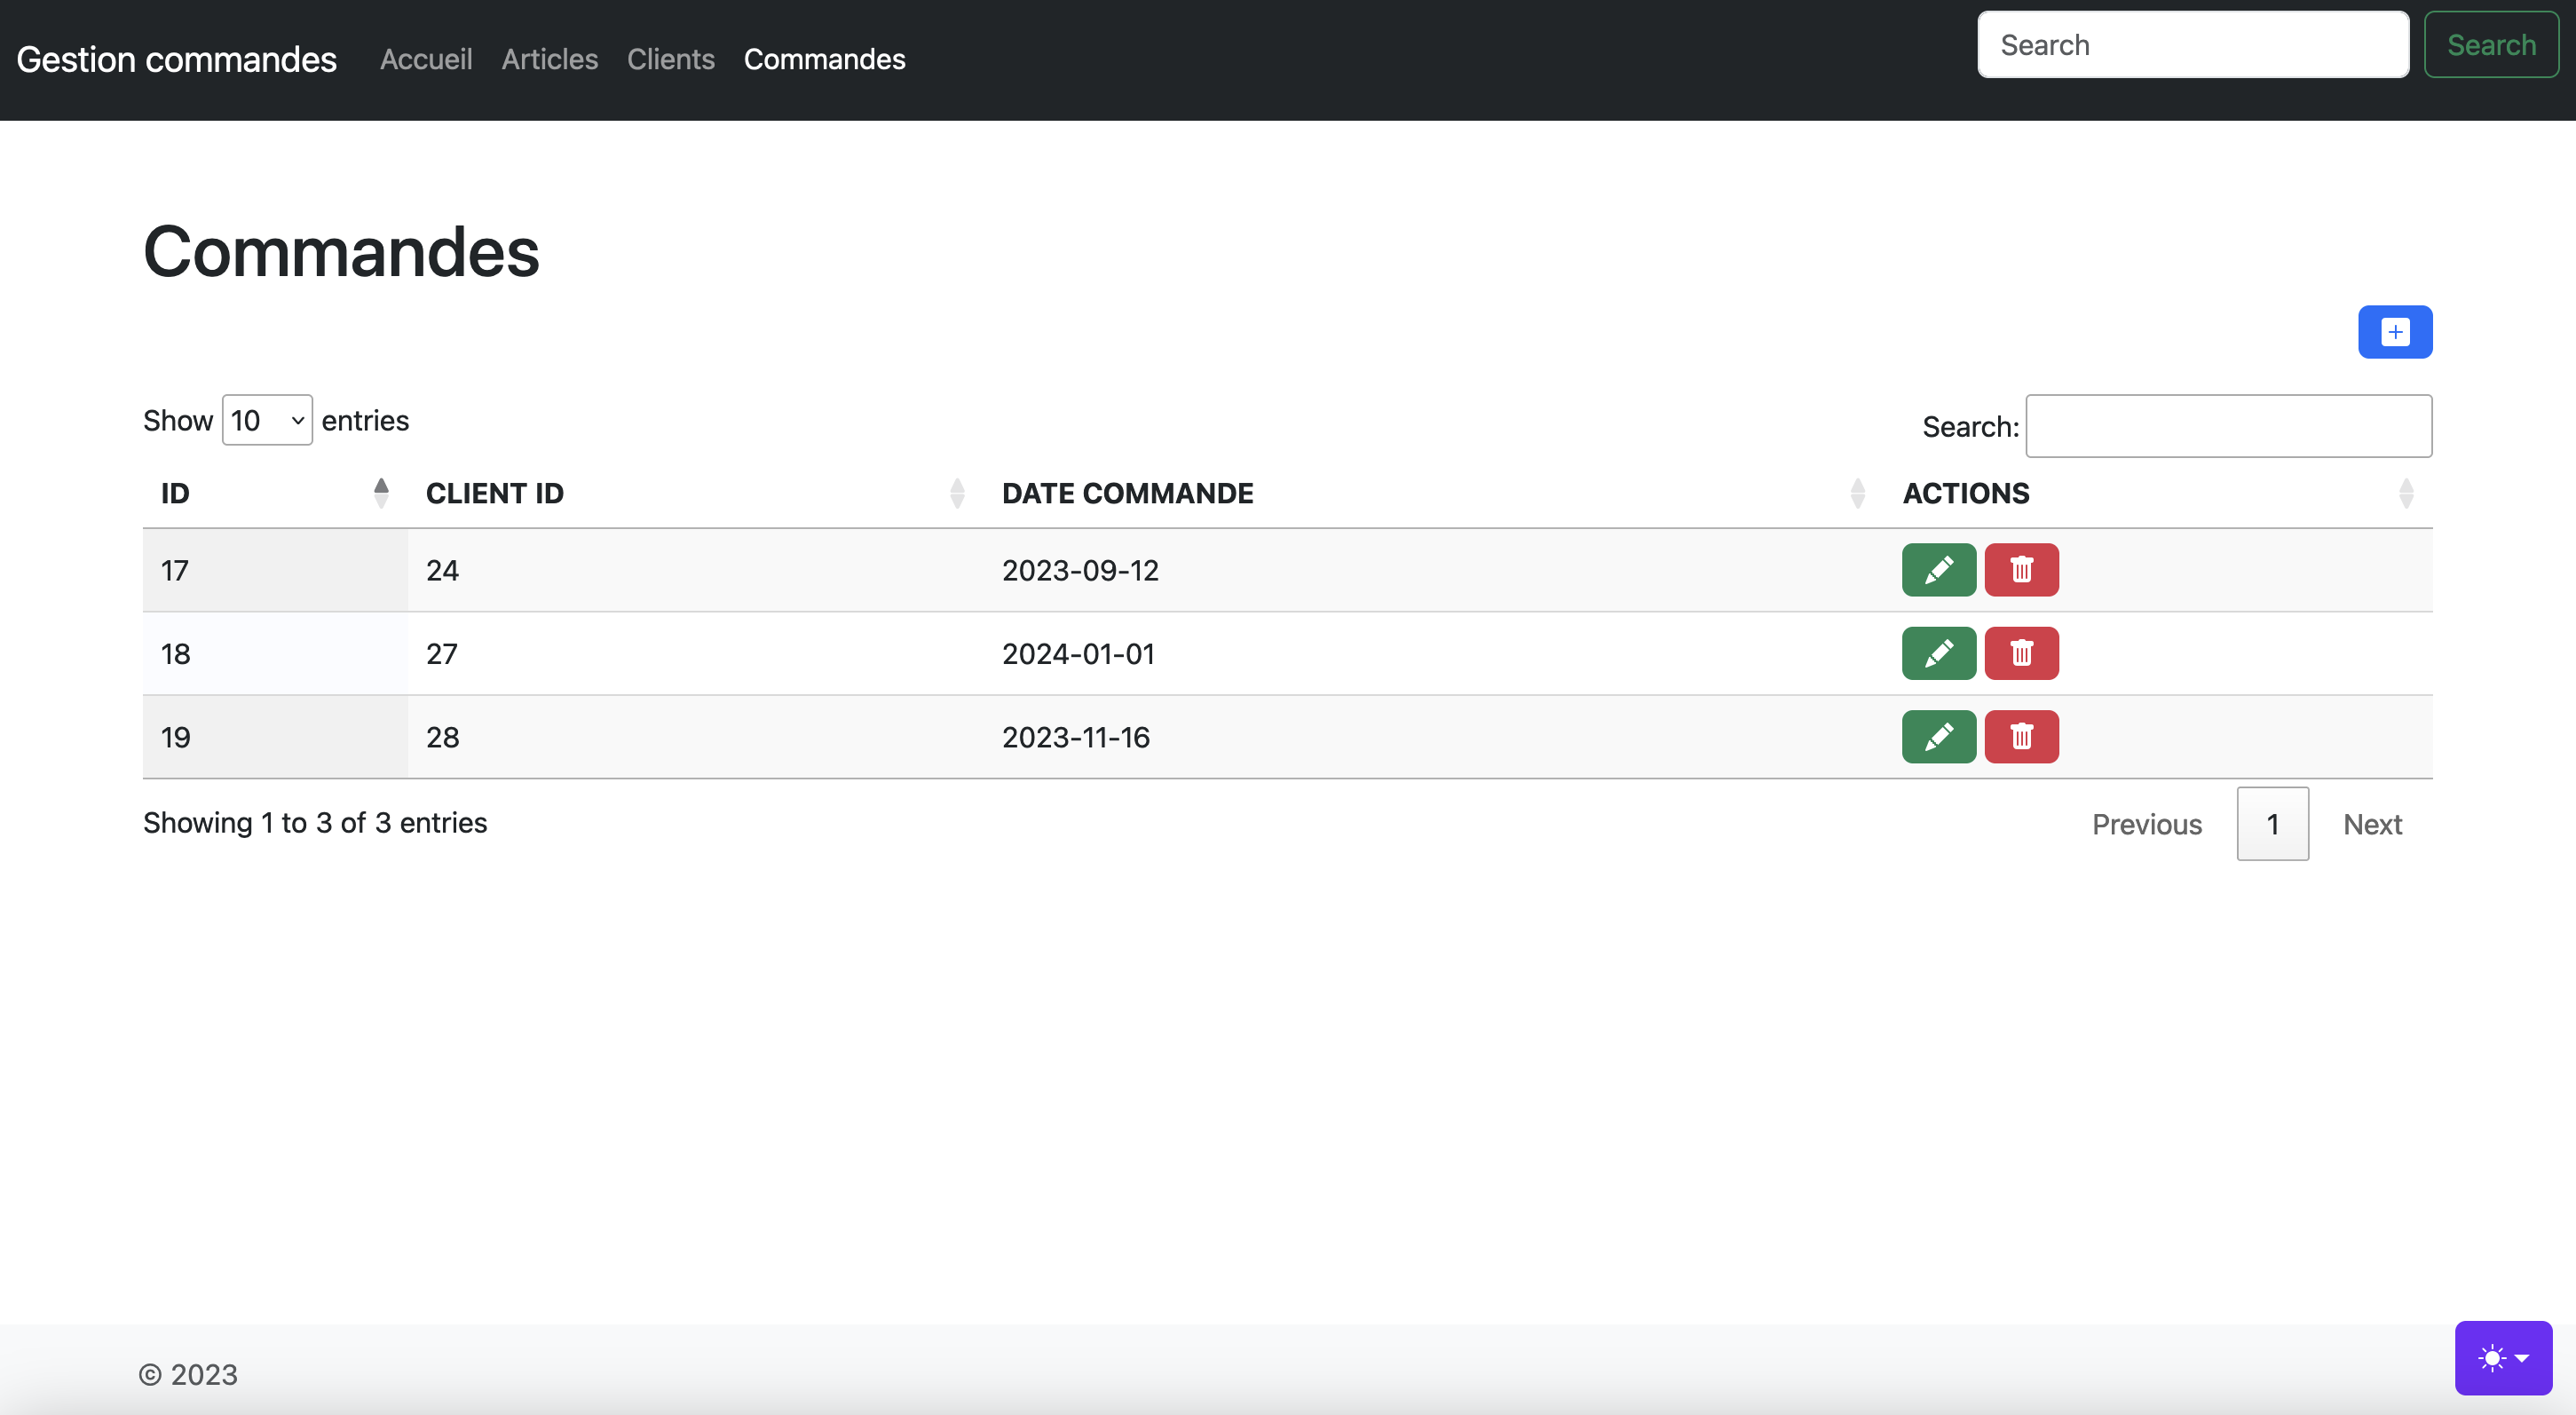 Gestion commandes Accueil Articles Clients Commandes Search Search
Commandes
Show 10 entries Search:
ID CLIENT ID DATE COMMANDE ACTIONS
17 24 2023-09-12
18 27 2024-01-01
19 28 2023-11-16
Showing 1 to 3 of 3 entries Previous 1 Next
© 2023